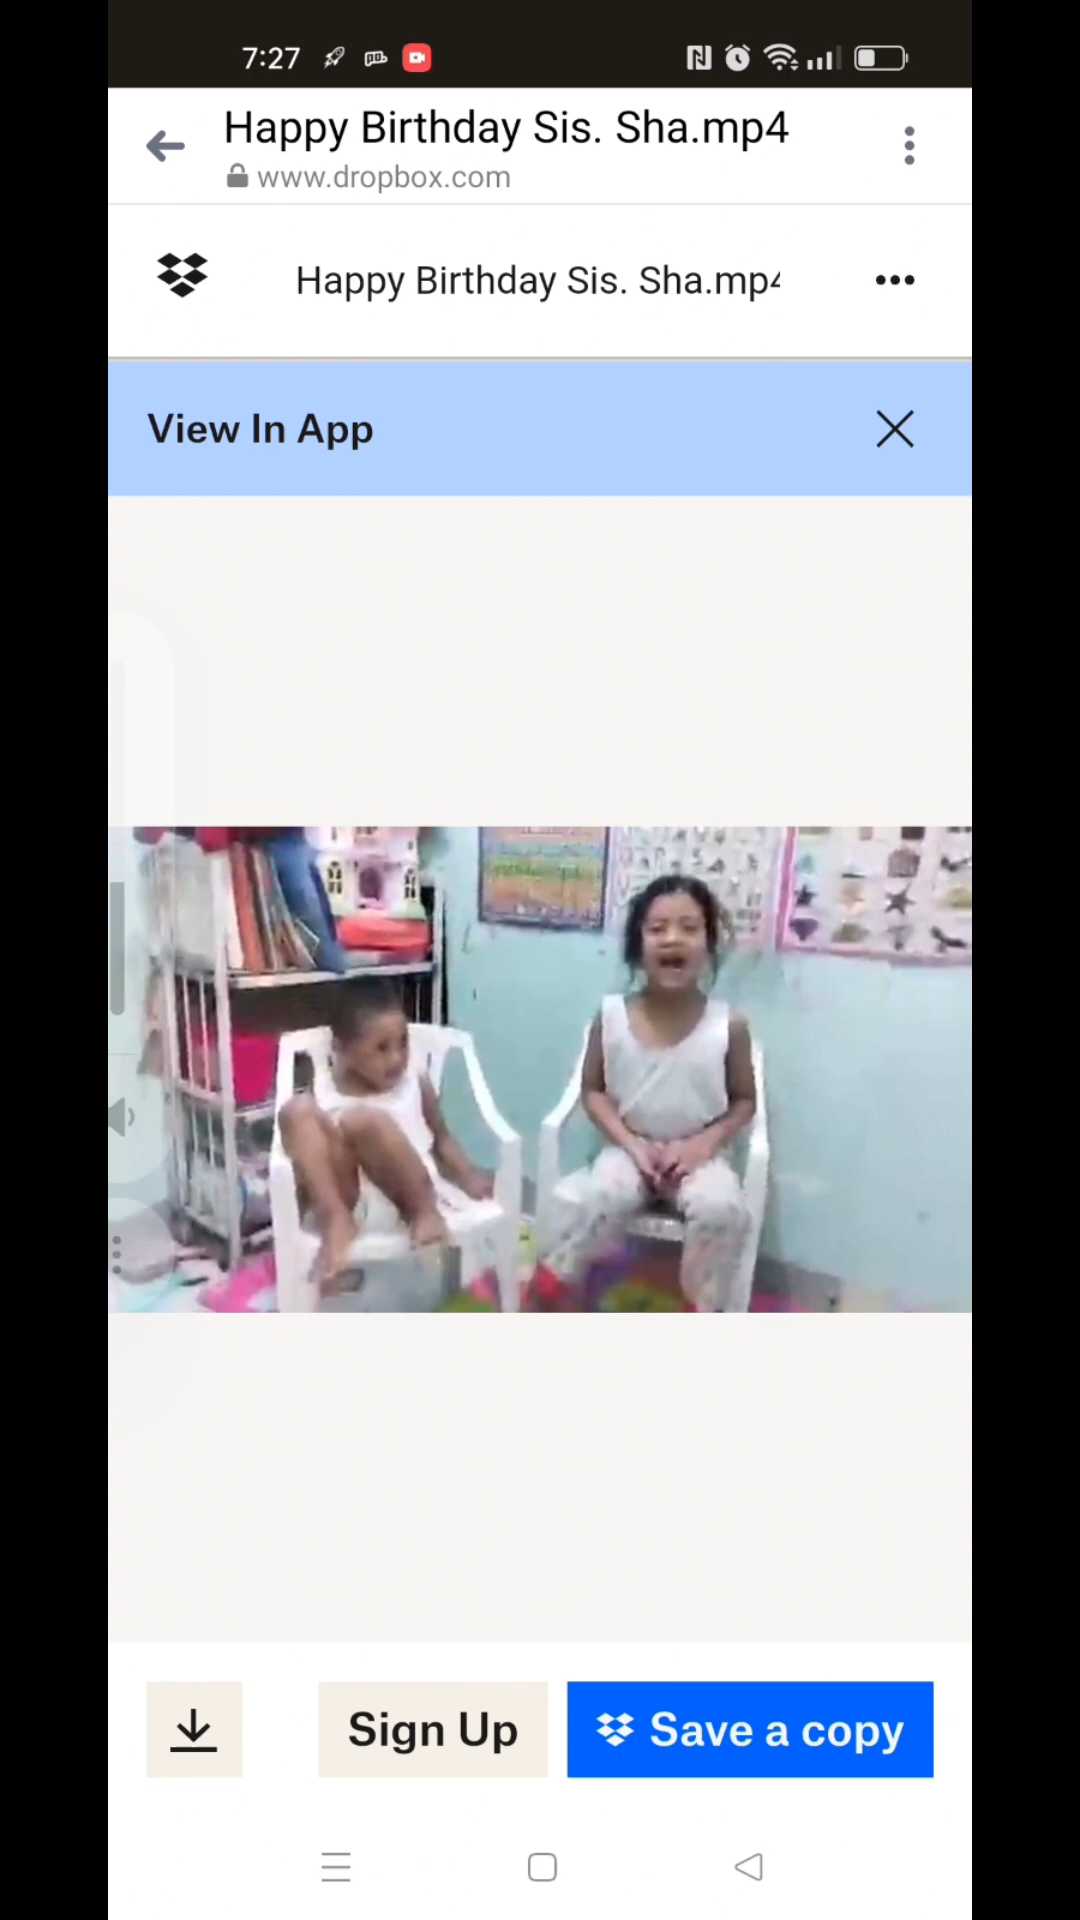 7:27
Happy Birthday Sis. Sha.mp4
www.dropbox.com
Happy Birthday Sis. Sha.mp4
View In App
Sign Up
Save a copy